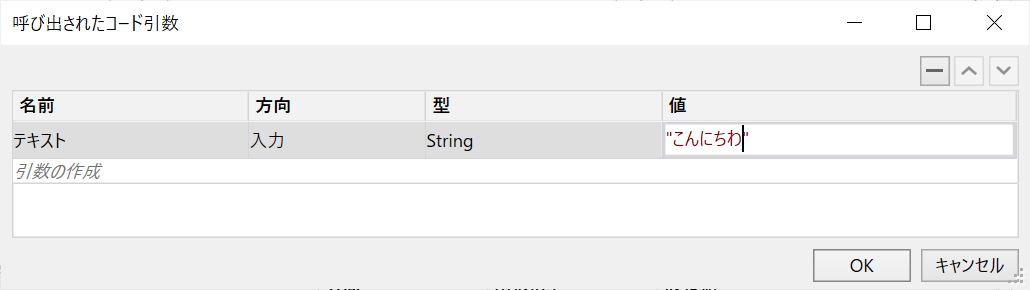 呼び出されたコード引数
名前 方向 型 値
テキスト 入力 String "こんにちわ"
引数の作成
OK キャンセル